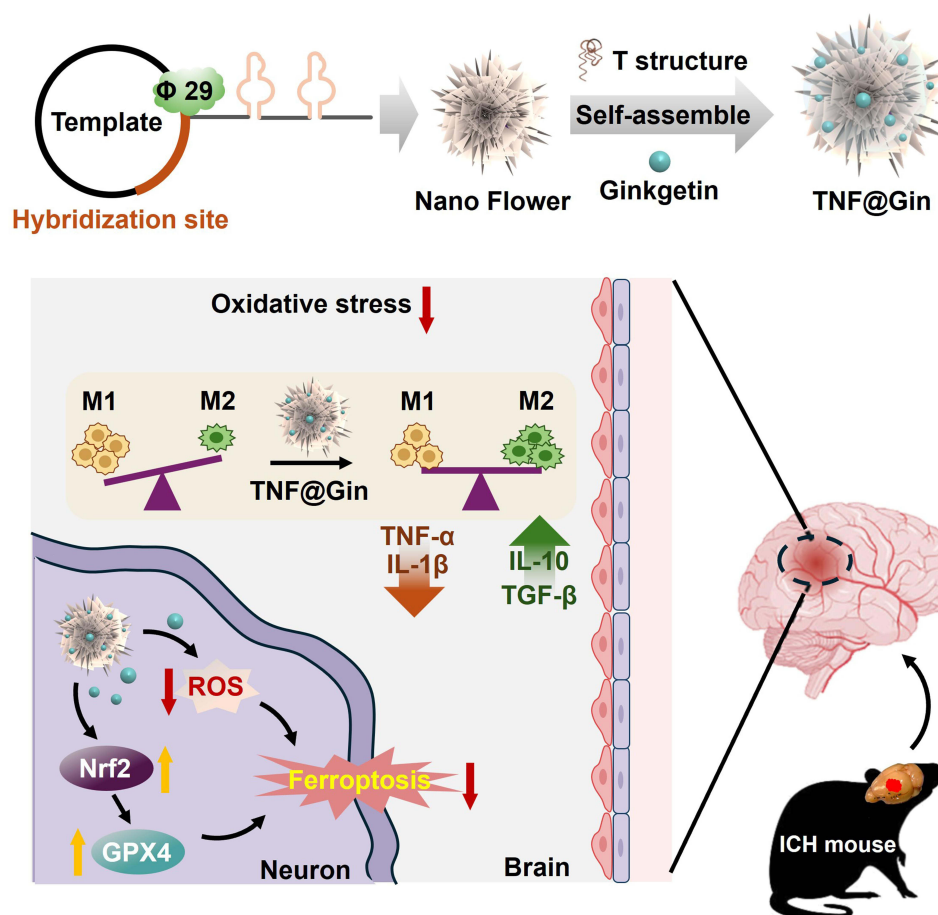 Φ 29
Template
Hybridization site
Nano Flower
T structure
Self-assemble
Ginkgetin
TNF@Gin
Oxidative stress
M1
M2
TNF@Gin
M1
M2
TNF-α
IL-1β
IL-10
TGF-β
ROS
Nrf2
GPX4
Ferroptosis
Neuron
Brain
ICH mouse